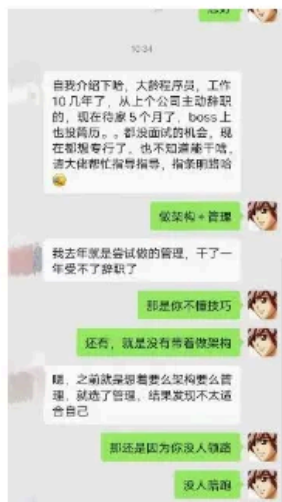 您好
10:34
自我介绍下哈，大龄程序员，工作
10几年了，从上个公司主动辞职
的，现在待家5个月了，boss上
也投简历。。都没面试的机会，现
在都想专行了，也不知道能干啥，
请大佬帮忙指导指导，指条明路哈
做架构+管理
我去年就是尝试做的管理，干了一
年受不了辞职了
那是你不懂技巧
还有，就是没有带着做架构
嗯，之前就是想着要么架构要么管
理，就选了管理，结果发现不太适
合自己
那还是因为你没人领路
没人陪跑